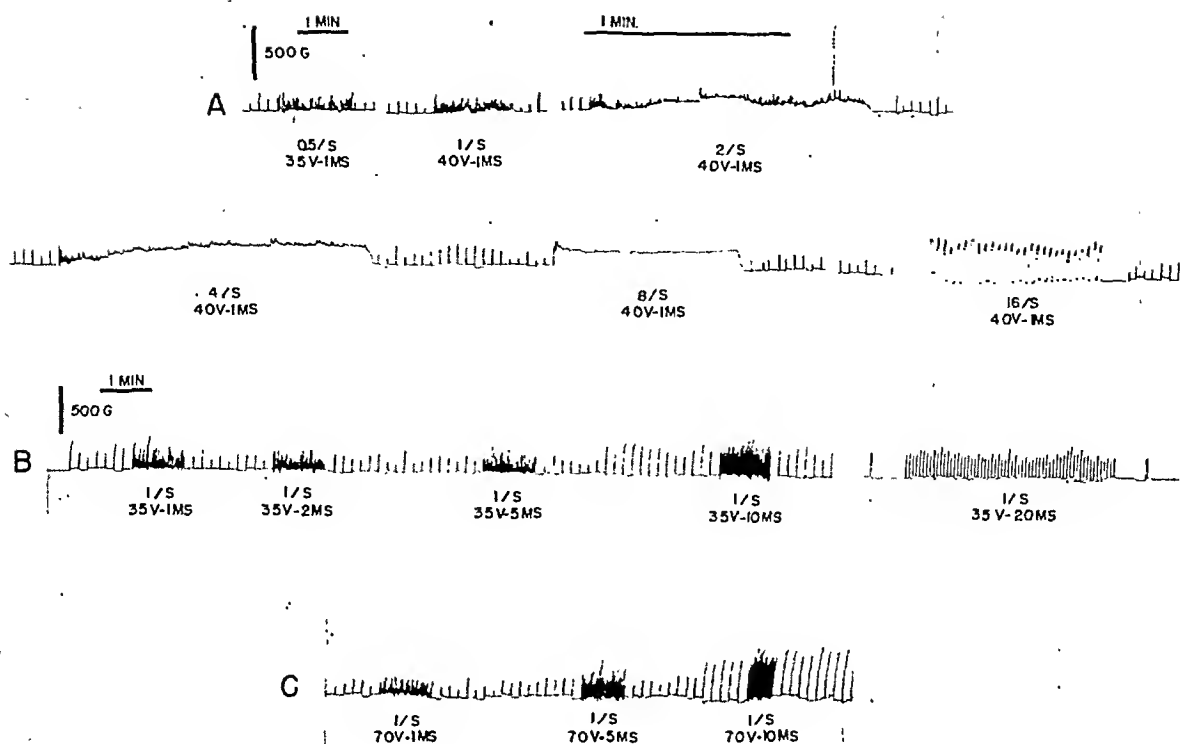 1 MIN
1 MIN.
500 G
A
0.5/S
35V-1MS
1/S
40V-1MS
2/S
40V-1MS
4/S
40V-1MS
8/S
40V-1MS
16/S
40V-1MS
1 MIN
500 G
B
1/S
35V-1MS
1/S
35V-2MS
1/S
35V-5MS
1/S
35V-10MS
1/S
35V-20MS
C
1/S
70V-1MS
1/S
70V-5MS
1/S
70V-10MS